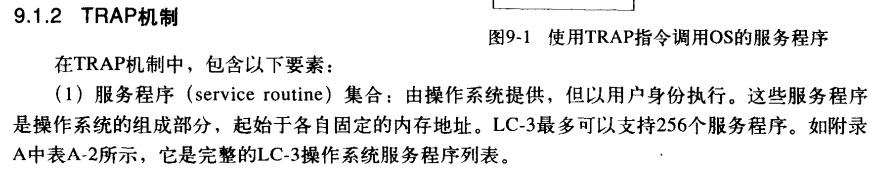 9.1.2 TRAP机制
图9-1 使用TRAP指令调用OS的服务程序
在TRAP机制中，包含以下要素：
（1）服务程序（service routine）集合：由操作系统提供，但以用户身份执行。这些服务程序
是操作系统的组成部分，起始于各自固定的内存地址。LC-3最多可以支持256个服务程序。如附录
A中表A-2所示，它是完整的LC-3操作系统服务程序列表。